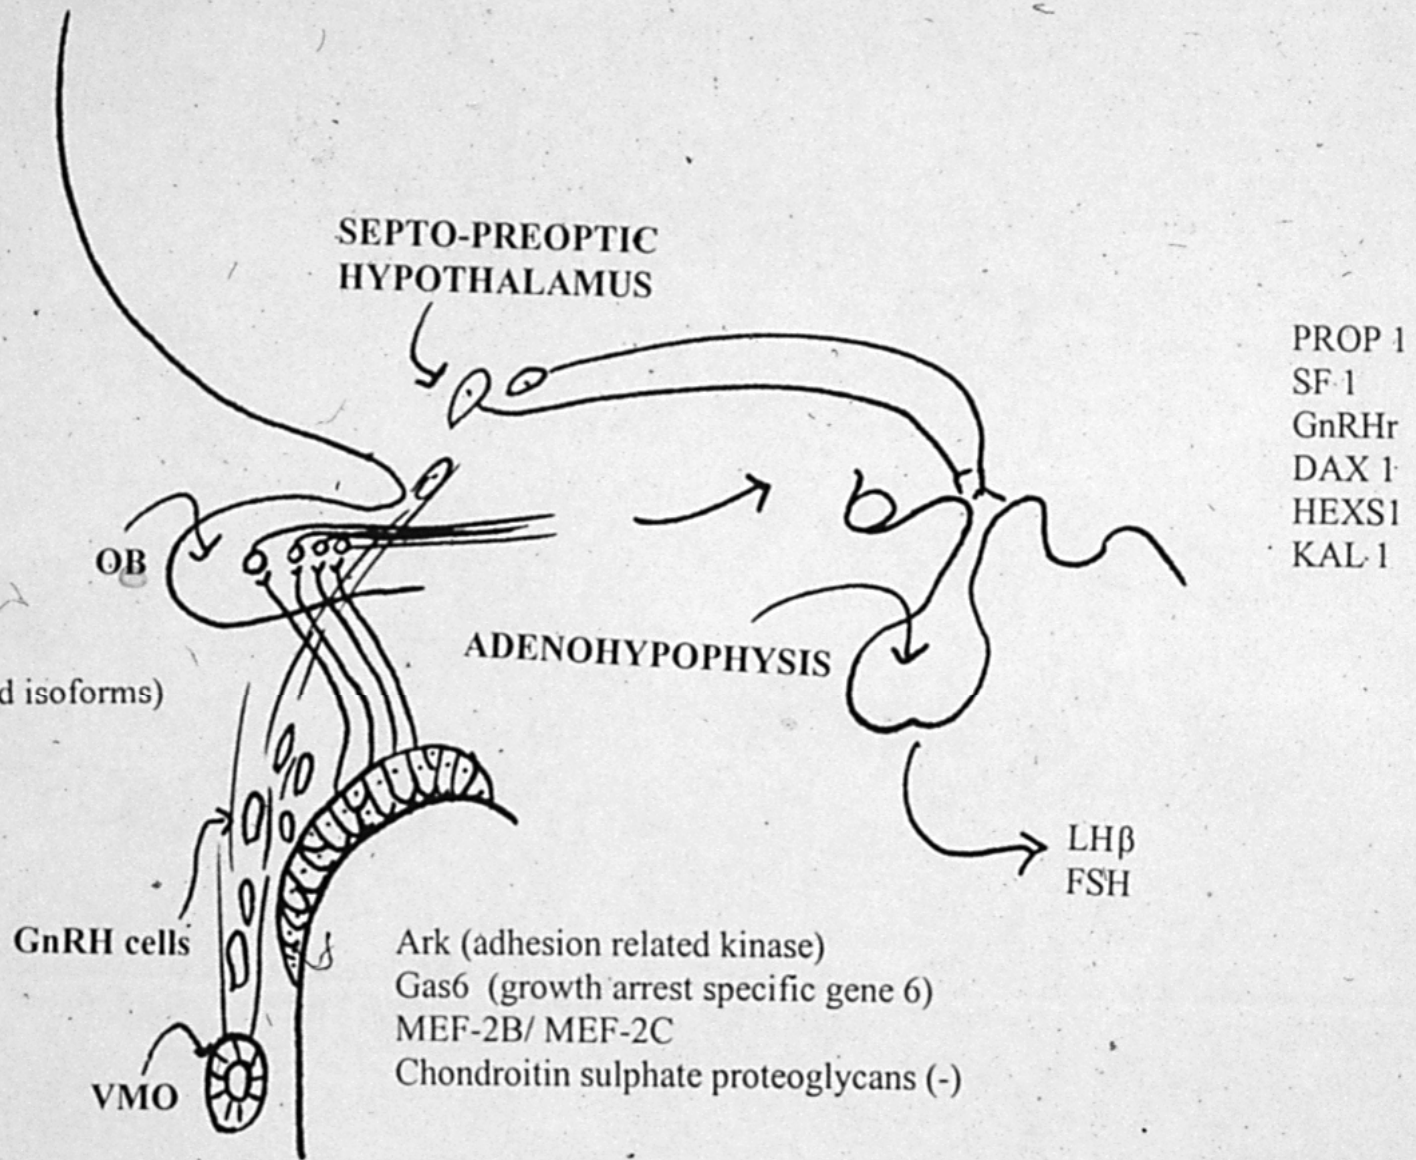 SEPTO-PREOPTIC
HYPOTHALAMUS
PROP 1
SF 1
GnRHr
DAX 1
HEXS1
KAL 1
OB
ADENOHYPOPHYSIS
d isoforms)
LHβ
FSH
GnRH cells
Ark (adhesion related kinase)
Gas6 (growth arrest specific gene 6)
MEF-2B/ MEF-2C
Chondroitin sulphate proteoglycans (-)
VMO